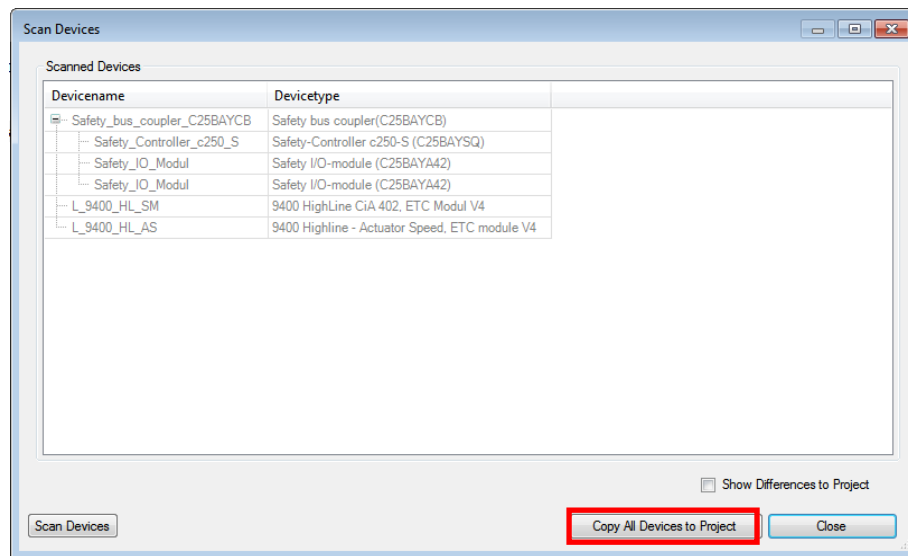 Scan Devices
Scanned Devices
Devicename Devicetype
Safety_bus_coupler_C25BAYCB Safety bus coupler(C25BAYCB)
Safety_Controller_c250_S Safety-Controller c250-S (C25BAYSQ)
Safety_IO_Modul Safety I/O-module (C25BAYA42)
Safety_IO_Modul Safety I/O-module (C25BAYA42)
L_9400_HL_SM 9400 HighLine CiA 402, ETC Modul V4
L_9400_HL_AS 9400 Highline - Actuator Speed, ETC module V4
Show Differences to Project
Scan Devices Copy All Devices to Project Close